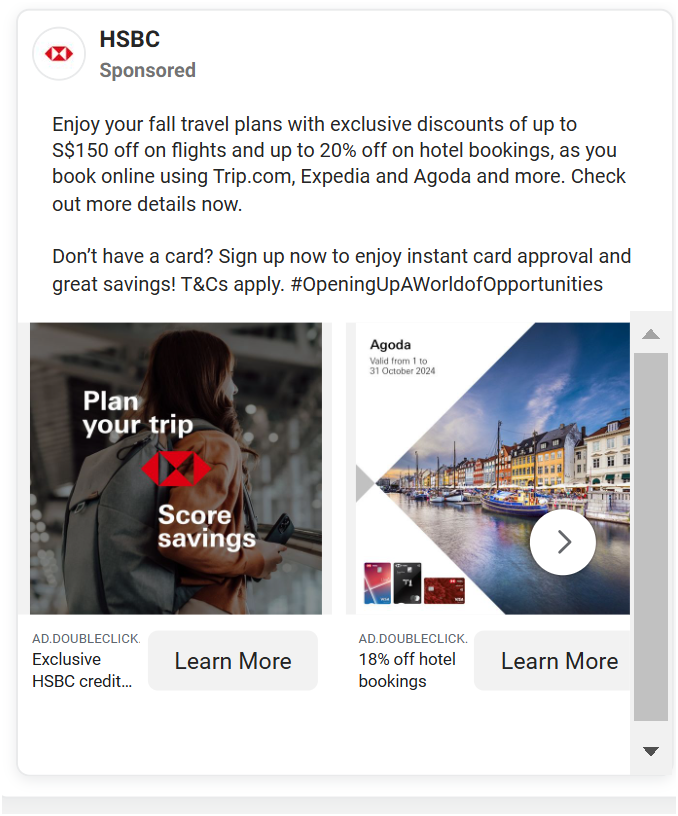 HSBC
Sponsored
Enjoy your fall travel plans with exclusive discounts of up to
S$150 off on flights and up to 20% off on hotel bookings, as you
book online using Trip.com, Expedia and Agoda and more. Check
out more details now.
Don’t have a card? Sign up now to enjoy instant card approval and
great savings! T&Cs apply. #OpeningUpAWorldofOpportunities
Plan
your trip
Score
savings
Agoda
Valid from 1 to
31 October 2024
AD.DOUBLECLICK.
Exclusive
HSBC credit...
Learn More
AD.DOUBLECLICK.
18% off hotel
bookings
Learn More